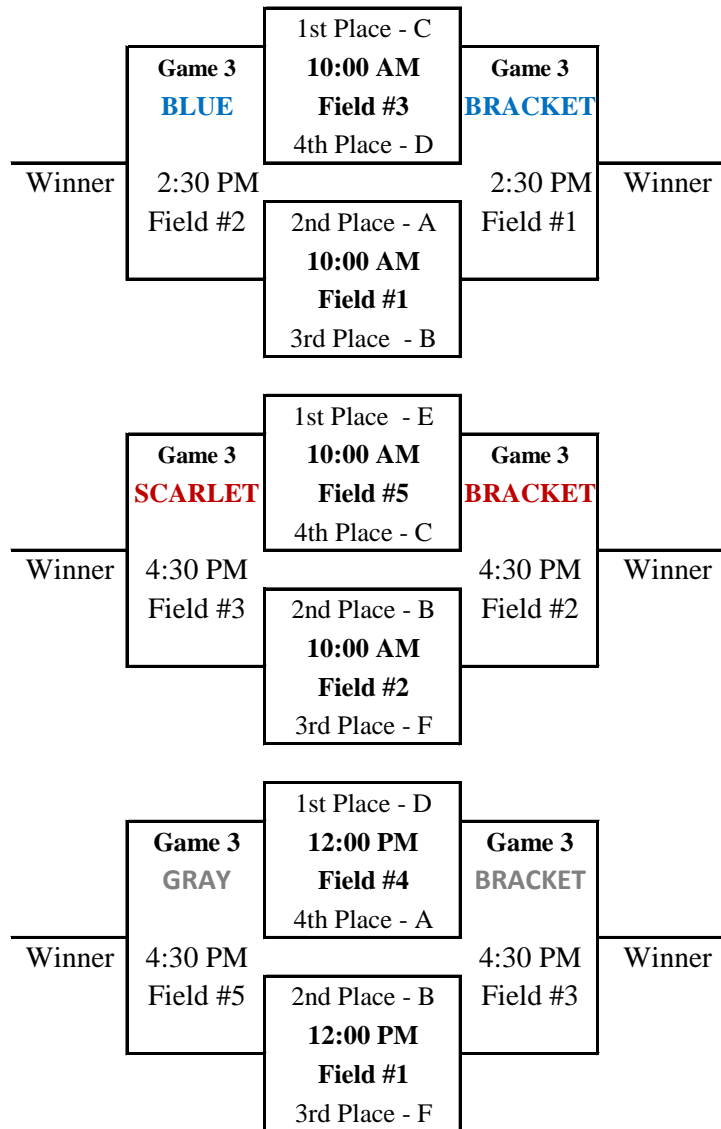 1st Place - C
Game 3 10:00 AM Game 3
BLUE Field #3 BRACKET
4th Place - D
Winner 2:30 PM 2:30 PM Winner
Field #2 2nd Place - A Field #1
10:00 AM
Field #1
3rd Place - B
1st Place - E
Game 3 10:00 AM Game 3
SCARLET Field #5 BRACKET
4th Place - C
Winner 4:30 PM 4:30 PM Winner
Field #3 2nd Place - B Field #2
10:00 AM
Field #2
3rd Place - F
1st Place - D
Game 3 12:00 PM Game 3
GRAY Field #4 BRACKET
4th Place - A
Winner 4:30 PM 4:30 PM Winner
Field #5 2nd Place - B Field #3
12:00 PM
Field #1
3rd Place - F